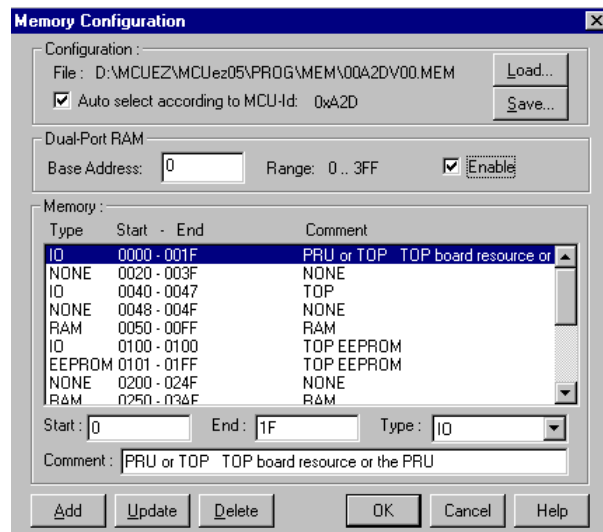 Memory Configuration
Configuration :
File : D:\MCUEZ\MCUez05\PROG\MEM\00A2DV00.MEM
Load...
Auto select according to MCU-Id: 0xA2D
Save...
Dual-Port RAM
Base Address: 0 Range: 0 .. 3FF Enable
Memory :
Type Start - End Comment
IO 0000 - 001F PRU or TOP TOP board resource or
NONE 0020 - 003F NONE
IO 0040 - 0047 TOP
NONE 0048 - 004F NONE
RAM 0050 - 00FF RAM
IO 0100 - 0100 TOP EEPROM
EEPROM 0101 - 01FF TOP EEPROM
NONE 0200 - 024F NONE
RAM 0250 - 03AF RAM
Start : 0 End : 1F Type : IO
Comment : PRU or TOP TOP board resource or the PRU
Add Update Delete OK Cancel Help